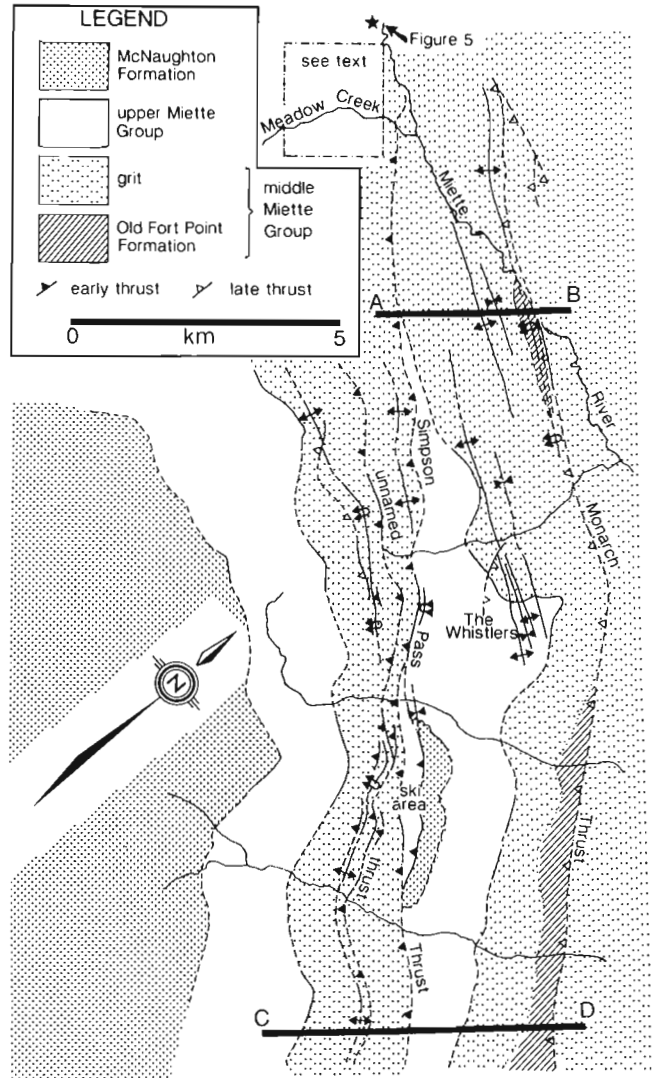 LEGEND
McNaughton
Formation
upper Miette
Group
grit
Old Fort Point
Formation
middle
Miette
Group
early thrust
late thrust
0
5
km
Figure 5
see text
Meadow Creek
Miette
River
A
B
Simpson
Pass
Thrust
unnamed
thrust
Monarch
Thrust
The
Whistlers
ski
area
N
C
D